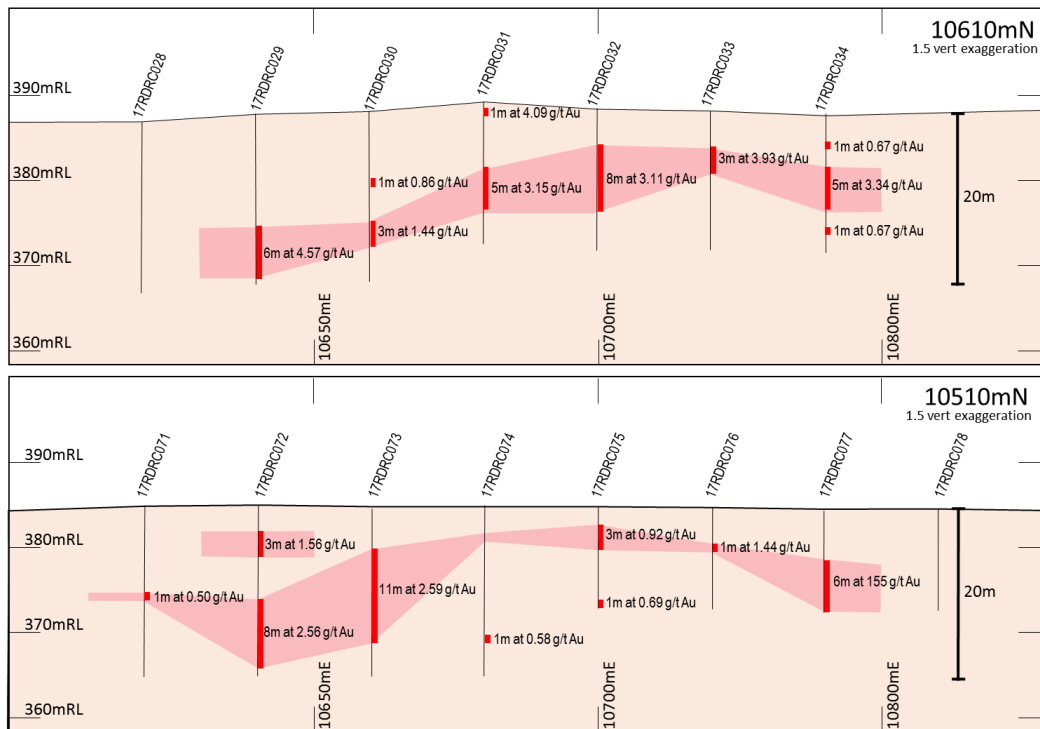 10610mN
1.5 vert exaggeration
17RDRC028
17RDRC029
17RDRC030
17RDRC031
17RDRC032
17RDRC033
17RDRC034
390mRL
1m at 4.09 g/t Au
1m at 0.67 g/t Au
3m at 3.93 g/t Au
380mRL
1m at 0.86 g/t Au
5m at 3.15 g/t Au
8m at 3.11 g/t Au
5m at 3.34 g/t Au
20m
3m at 1.44 g/t Au
1m at 0.67 g/t Au
6m at 4.57 g/t Au
370mRL
360mRL
10650mE
10700mE
10800mE
10510mN
1.5 vert exaggeration
17RDRC071
17RDRC072
17RDRC073
17RDRC074
17RDRC075
17RDRC076
17RDRC077
17RDRC078
390mRL
380mRL
3m at 1.56 g/t Au
3m at 0.92 g/t Au
1m at 1.44 g/t Au
11m at 2.59 g/t Au
6m at 155 g/t Au
1m at 0.50 g/t Au
1m at 0.69 g/t Au
20m
8m at 2.56 g/t Au
1m at 0.58 g/t Au
370mRL
360mRL
10650mE
10700mE
10800mE